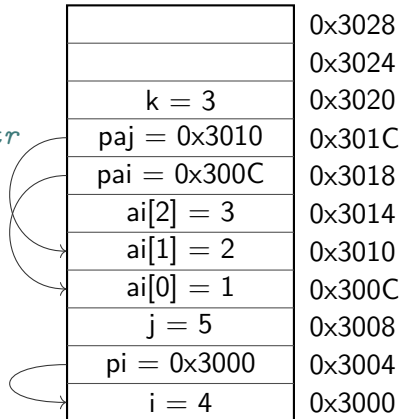 0x3028
0x3024
k = 3 0x3020
paj = 0x3010 0x301C
pai = 0x300C 0x3018
ai[2] = 3 0x3014
ai[1] = 2 0x3010
ai[0] = 1 0x300C
j = 5 0x3008
pi = 0x3000 0x3004
i = 4 0x3000